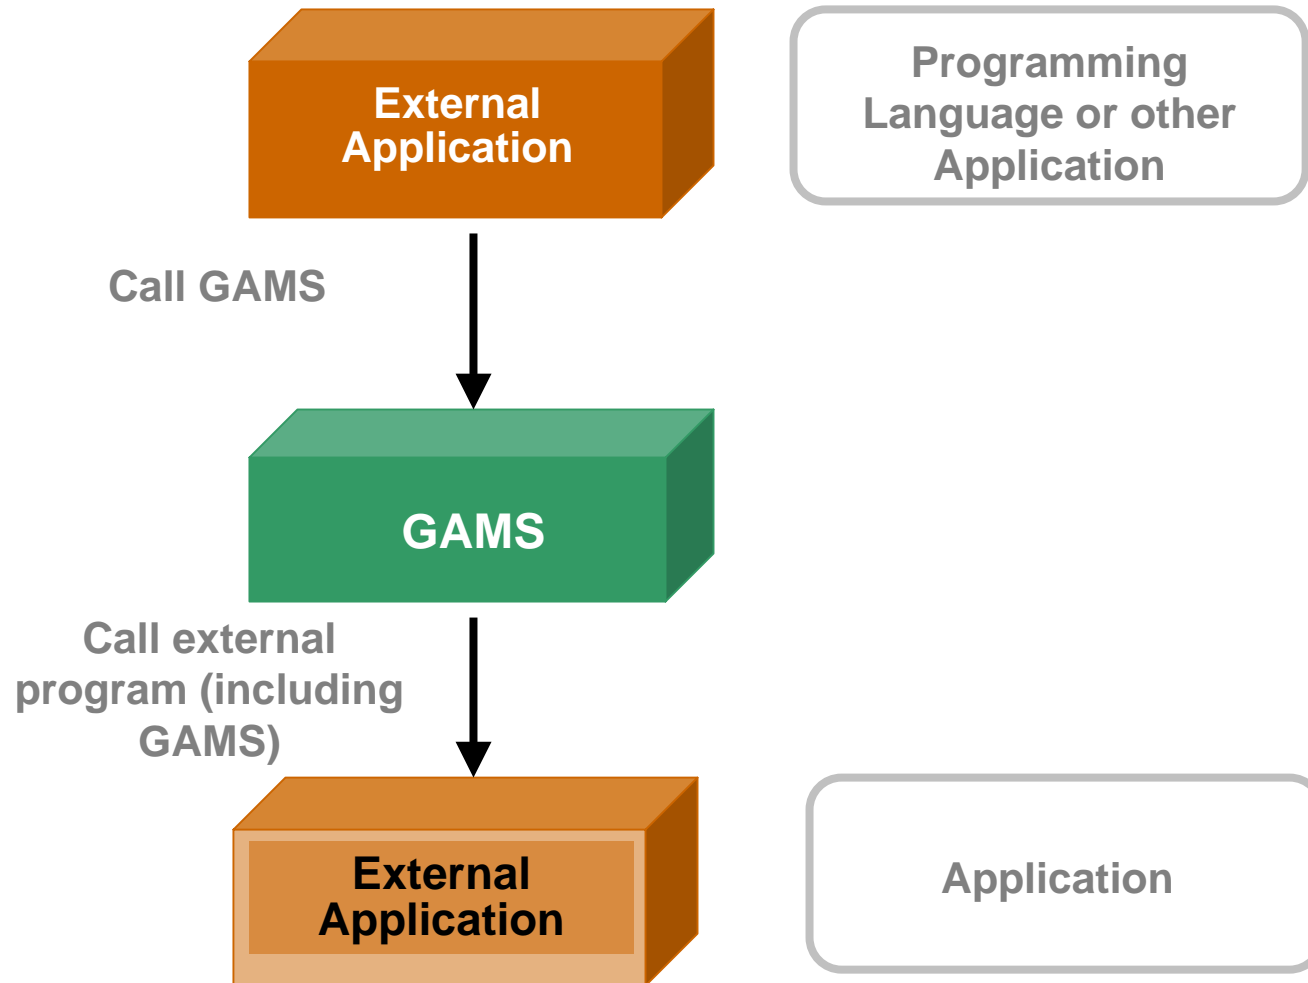 External
Application
Programming
Language or other
Application
Call GAMS
GAMS
Call external
program (including
GAMS)
External
Application
Application